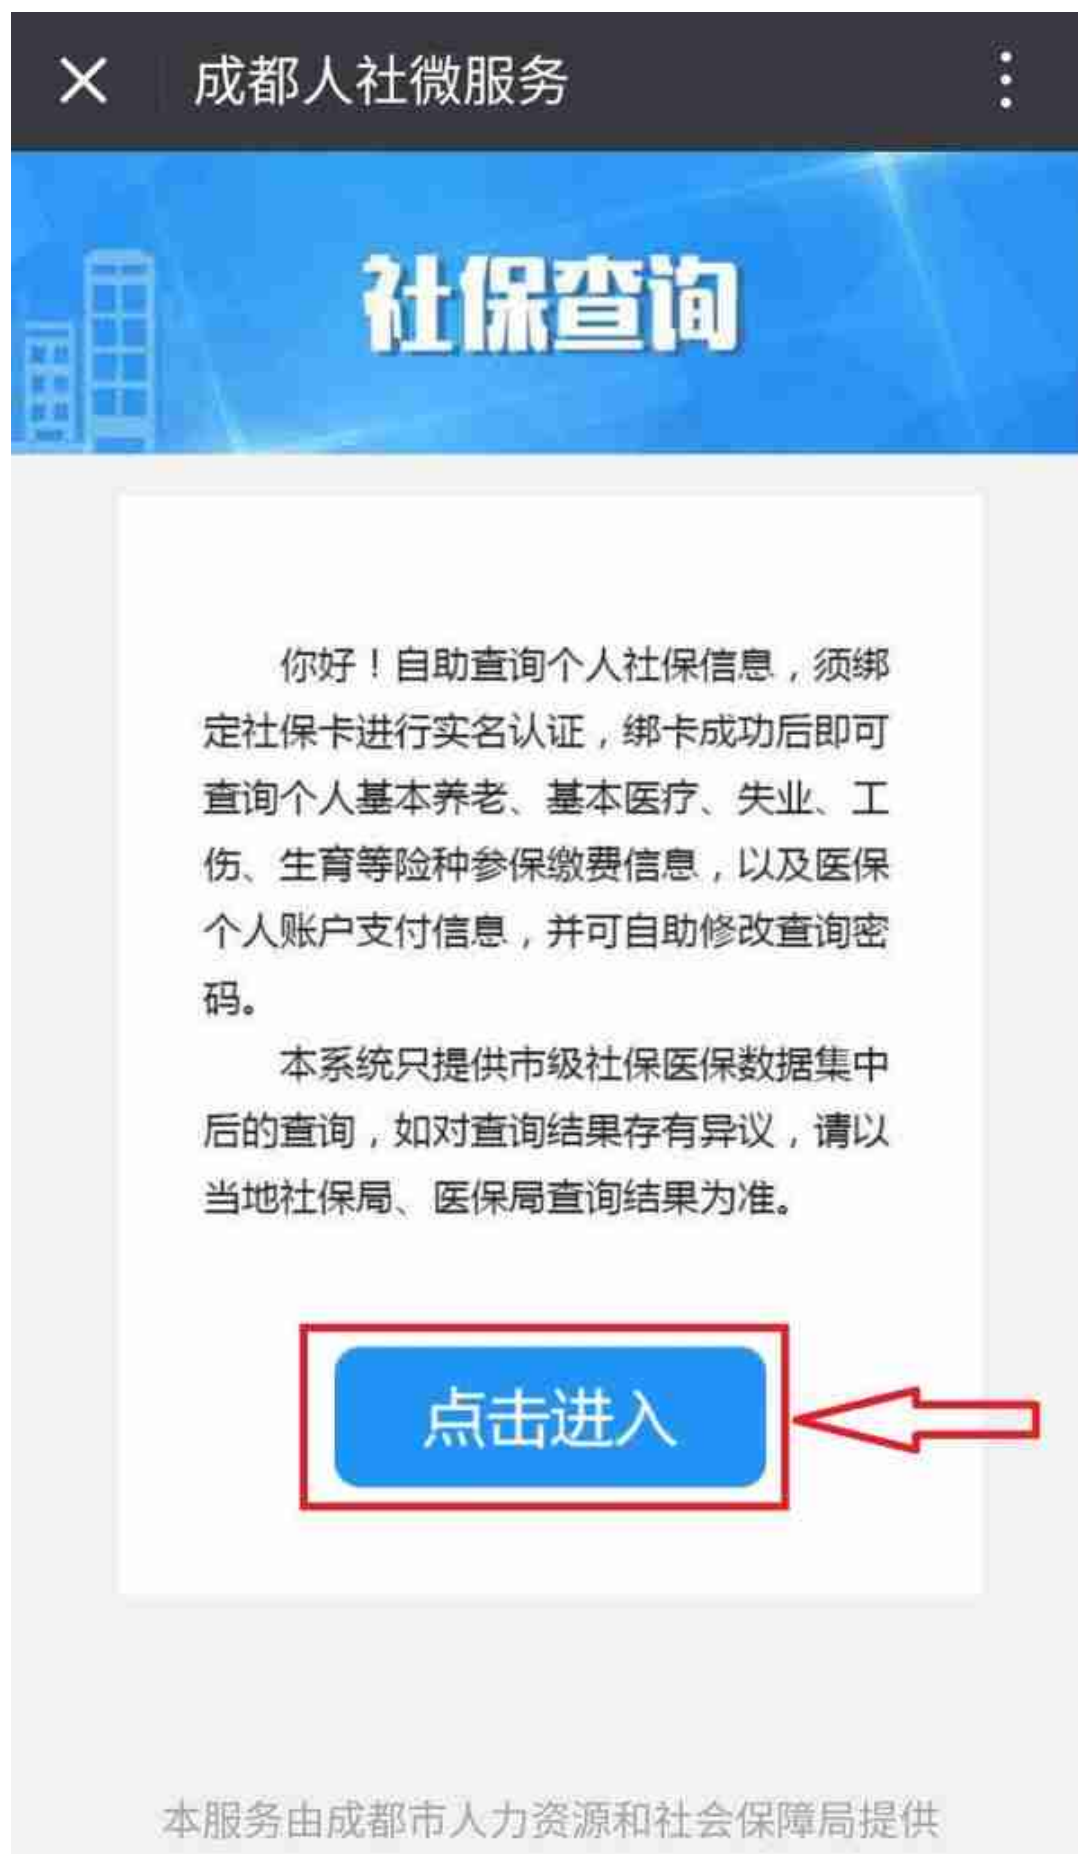 成都人社微服务
社保查询
你好！自助查询个人社保信息，须绑
定社保卡进行实名认证，绑卡成功后即可
查询个人基本养老、基本医疗、失业、工
伤、生育等险种参保缴费信息，以及医保
个人账户支付信息，并可自助修改查询密
码。
本系统只提供市级社保医保数据集中
后的查询，如对查询结果存有异议，请以
当地社保局、医保局查询结果为准。
点击进入
本服务由成都市人力资源和社会保障局提供